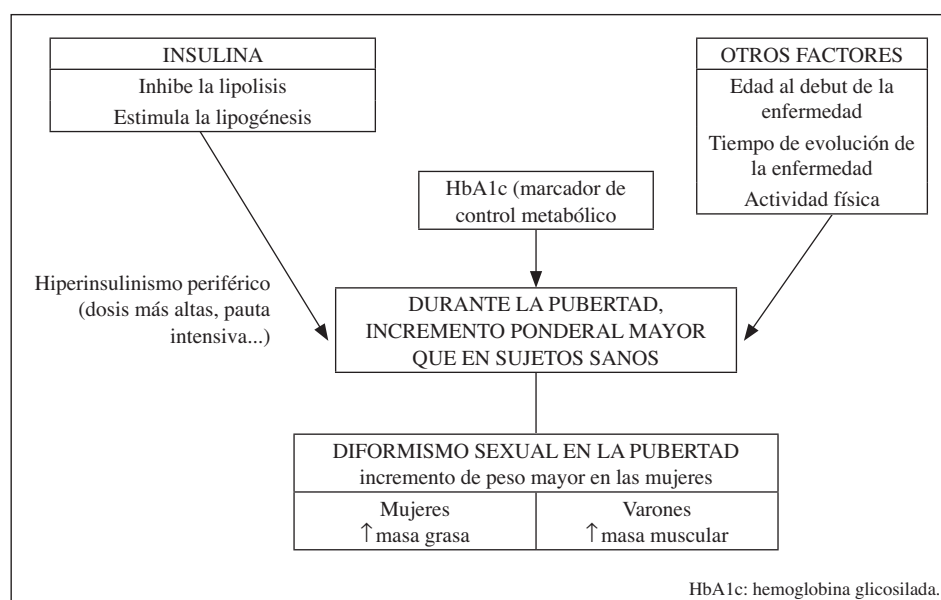 INSULINA
Inhibe la lipolisis
Estimula la lipogénesis
OTROS FACTORES
Edad al debut de la
enfermedad
Tiempo de evolución de
la enfermedad
Actividad física
HbA1c (marcador de
control metabólico
Hiperinsulinismo periférico
(dosis más altas, pauta
intensiva...)
DURANTE LA PUBERTAD,
INCREMENTO PONDERAL MAYOR
QUE EN SUJETOS SANOS
DIFORMISMO SEXUAL EN LA PUBERTAD
incremento de peso mayor en las mujeres
Mujeres
↑ masa grasa
Varones
↑ masa muscular
HbA1c: hemoglobina glicosilada.